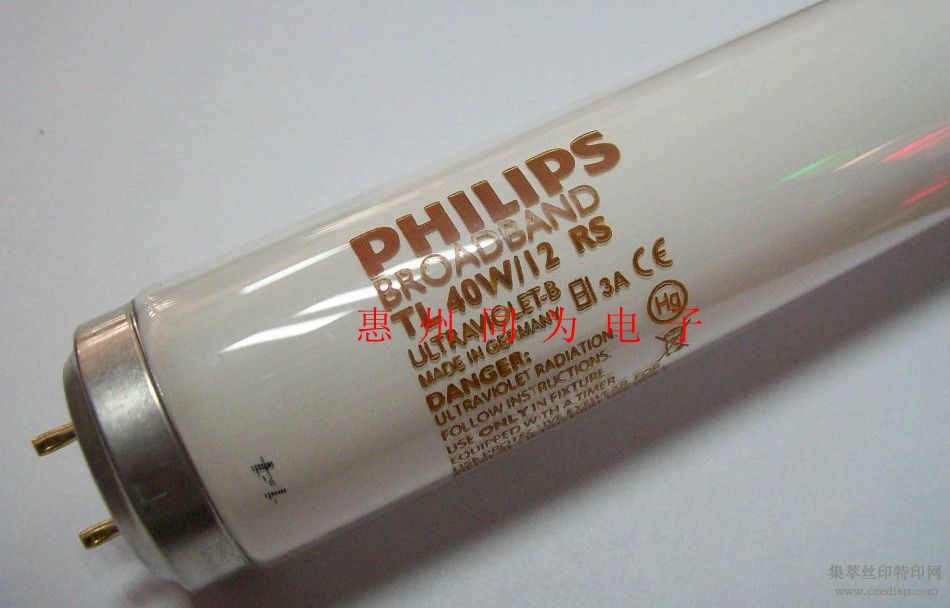 PHILIPS
BROADBAND
TL 40W/12 RS
ULTRAVIOLET-B 3A CE
惠州同为电子
Hg
MADE IN GERMANY
DANGER:
ULTRAVIOLET RADIATION.
FOLLOW INSTRUCTIONS.
USE ONLY IN FIXTURE
EQUIPPED WITH A TIMER.
集萃丝印特印网
www.ccedisp.com